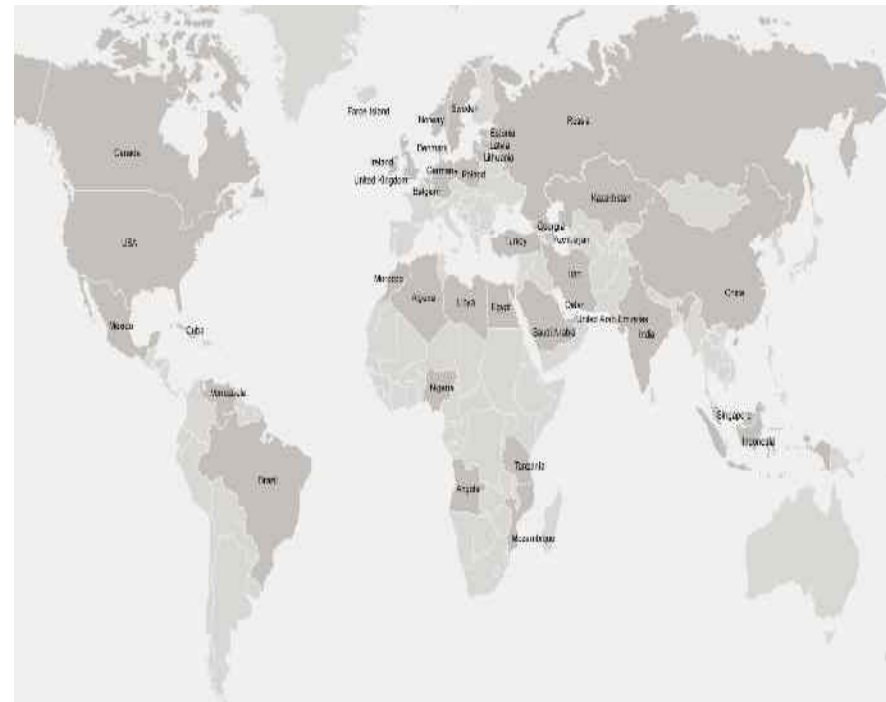 Faroe Island
Sweden
Norway
Russia
Estonia
Latvia
Lithuania
Denmark
Canada
Ireland
Germany
Poland
United Kingdom
Belgium
Kazakhstan
Georgia
Azerbaijan
Turkey
USA
Iran
Morocco
Algeria
Libya
Egypt
Qatar
China
United Arab Emirates
Mexico
Cuba
Saudi Arabia
India
Nigeria
Venezuela
Singapore
Indonesia
Tanzania
Brazil
Angola
Mozambique